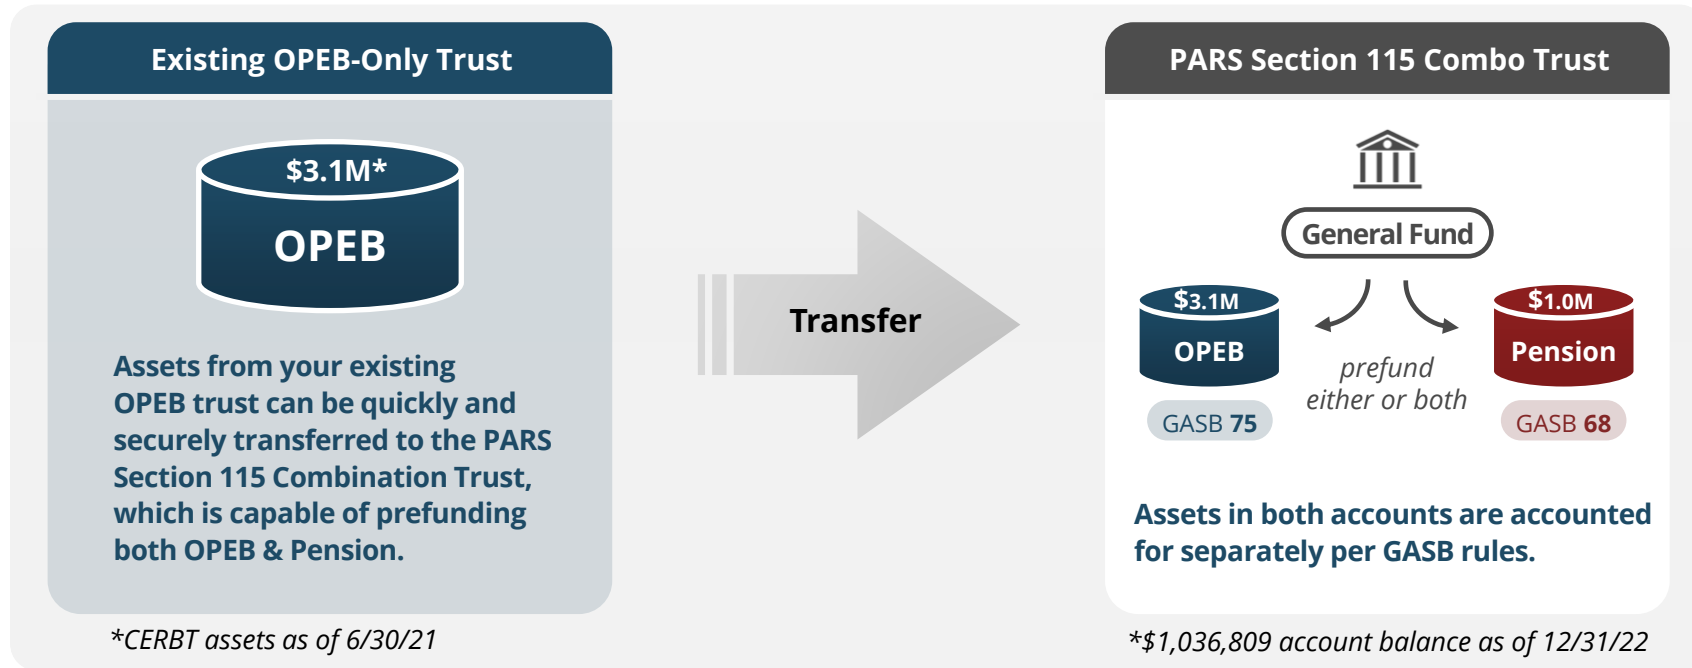 Existing OPEB-Only Trust
$3.1M*
OPEB
Assets from your existing
OPEB trust can be quickly and
securely transferred to the PARS
Section 115 Combination Trust,
which is capable of prefunding
both OPEB & Pension.
*CERBT assets as of 6/30/21
Transfer
PARS Section 115 Combo Trust
General Fund
$3.1M
OPEB
GASB 75
prefund
either or both
$1.0M
Pension
GASB 68
Assets in both accounts are accounted
for separately per GASB rules.
*$1,036,809 account balance as of 12/31/22